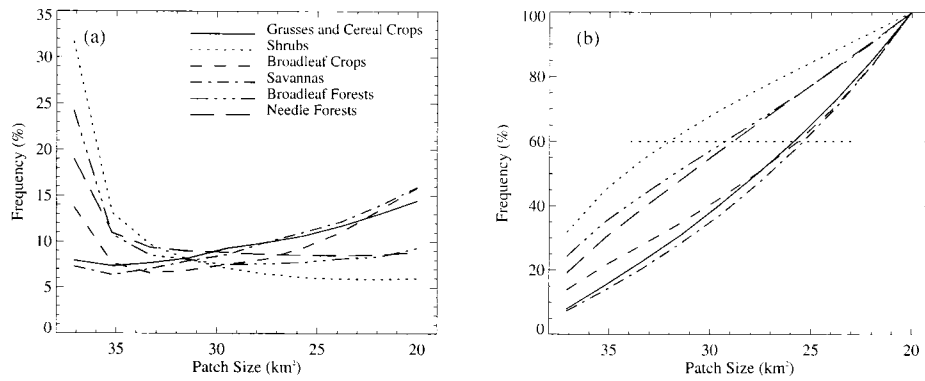 35
30
25
20
15
10
5
0
Frequency (%)
(a)
Grasses and Cereal Crops
Shrubs
Broadleaf Crops
Savannas
Broadleaf Forests
Needle Forests
35
30
25
20
Patch Size (km²)
100
80
60
40
20
0
Frequency (%)
(b)
35
30
25
20
Patch Size (km²)